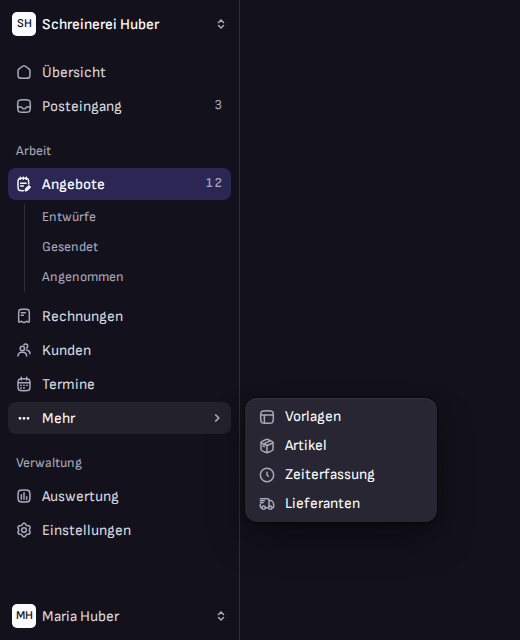 SH Schreinerei Huber
Übersicht
Posteingang 3
Arbeit
Angebote 12
Entwürfe
Gesendet
Angenommen
Rechnungen
Kunden
Termine
Mehr
Vorlagen
Artikel
Zeiterfassung
Lieferanten
Verwaltung
Auswertung
Einstellungen
MH Maria Huber